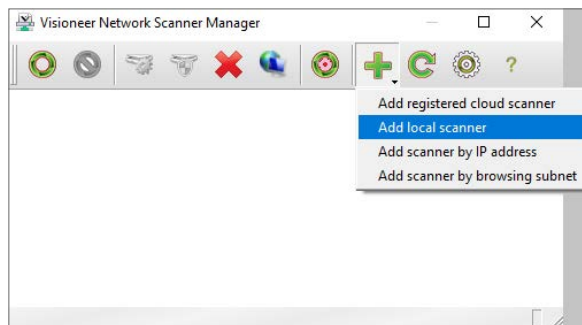 Visioneer Network Scanner Manager
?
Add registered cloud scanner
Add local scanner
Add scanner by IP address
Add scanner by browsing subnet